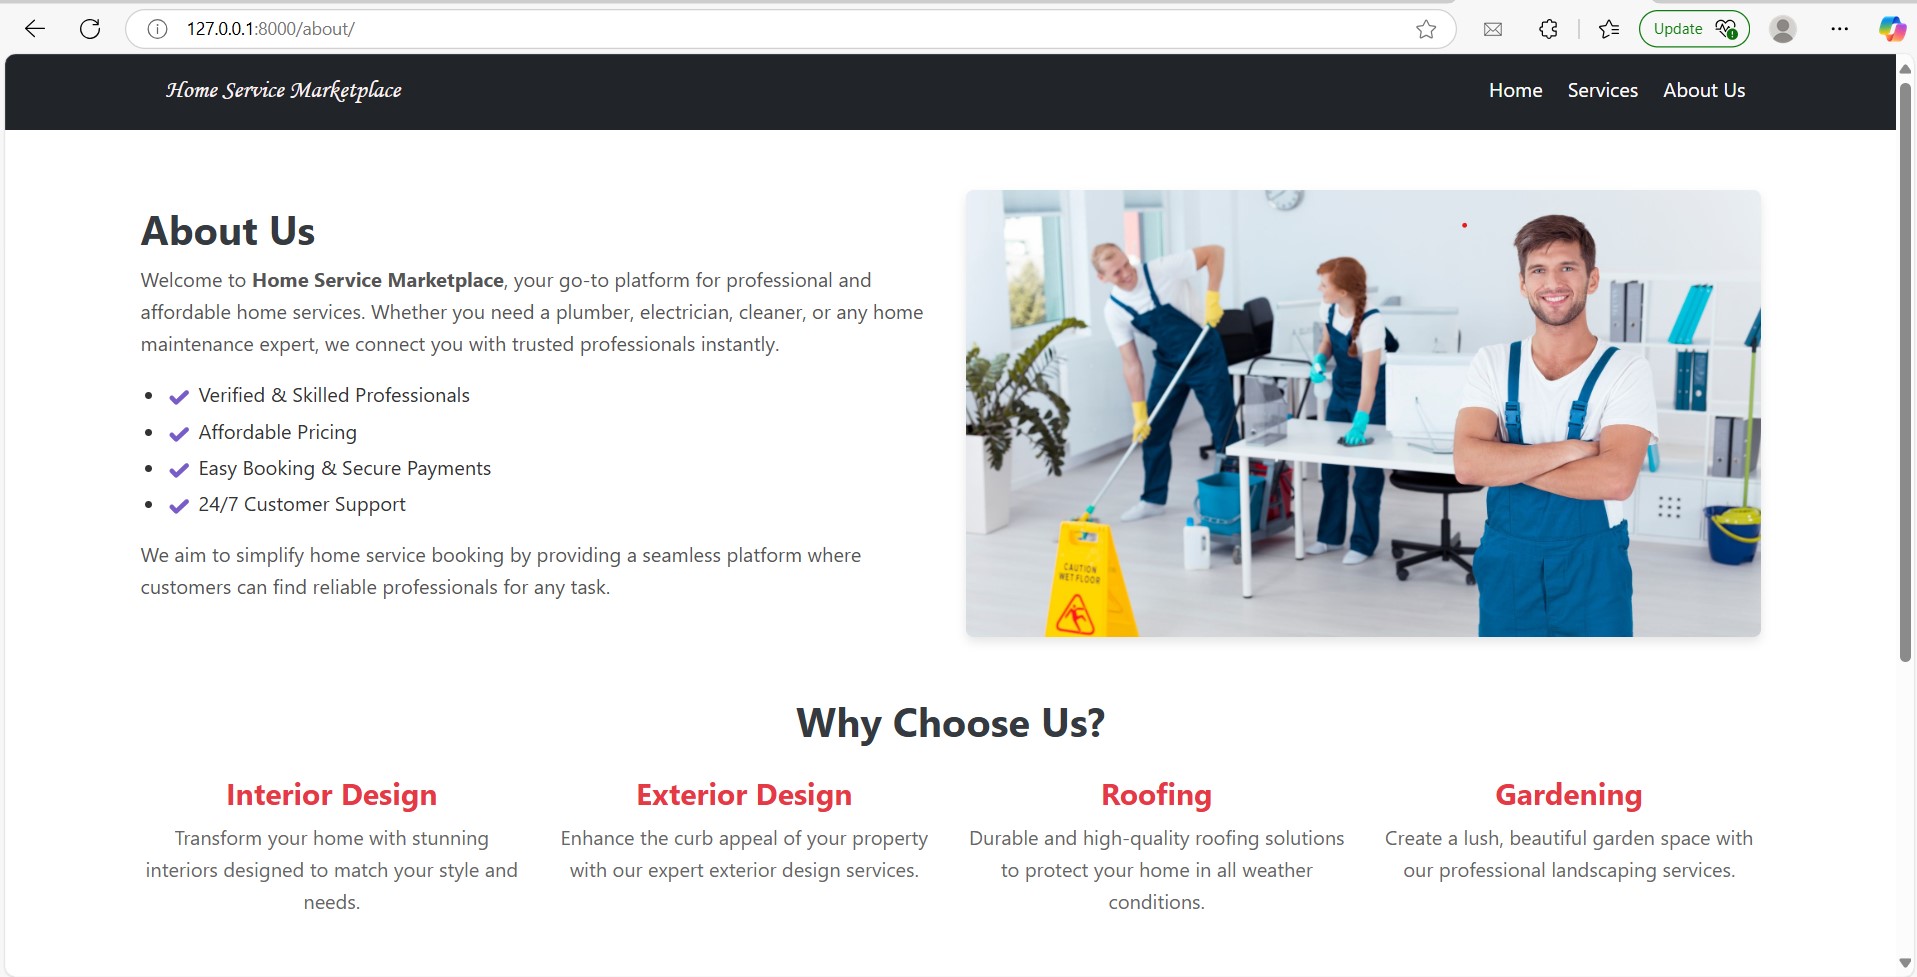 127.0.0.1:8000/about/
Update
Home Service Marketplace
Home Services About Us
About Us
Welcome to Home Service Marketplace, your go-to platform for professional and
affordable home services. Whether you need a plumber, electrician, cleaner, or any home
maintenance expert, we connect you with trusted professionals instantly.
Verified & Skilled Professionals
Affordable Pricing
Easy Booking & Secure Payments
24/7 Customer Support
We aim to simplify home service booking by providing a seamless platform where
customers can find reliable professionals for any task.
CAUTION
WET FLOOR
Why Choose Us?
Interior Design
Transform your home with stunning
interiors designed to match your style and
needs.
Exterior Design
Enhance the curb appeal of your property
with our expert exterior design services.
Roofing
Durable and high-quality roofing solutions
to protect your home in all weather
conditions.
Gardening
Create a lush, beautiful garden space with
our professional landscaping services.